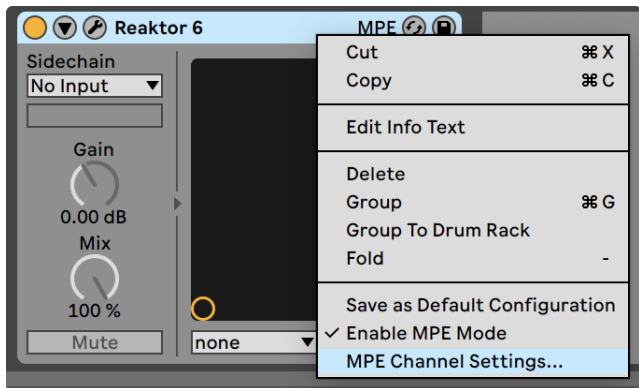 Reaktor 6 MPE
Sidechain
No Input
Gain
0.00 dB
Mix
100 %
Mute
none
Cut ⌘ X
Copy ⌘ C
Edit Info Text
Delete
Group ⌘ G
Group To Drum Rack
Fold -
Save as Default Configuration
✓ Enable MPE Mode
MPE Channel Settings...